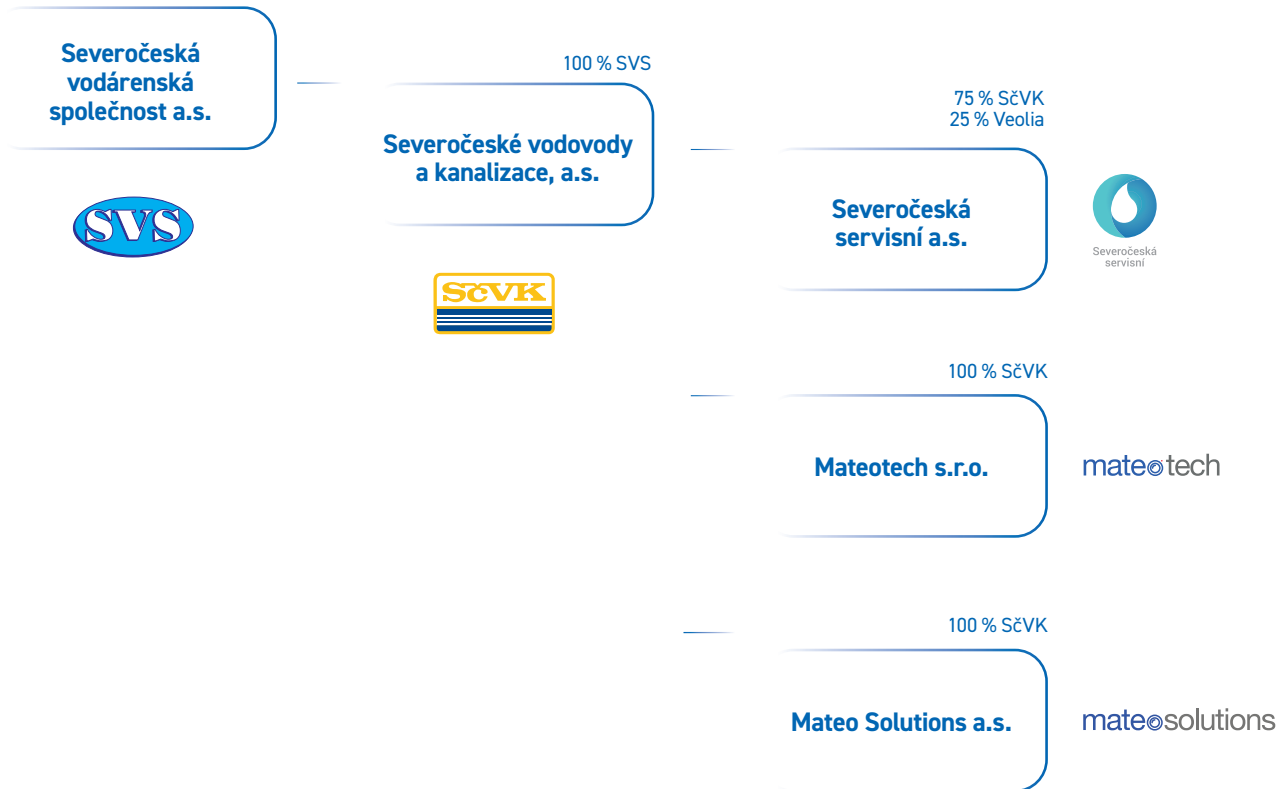 Severočeská
vodárenská
společnost a.s.
SVS
100 % SVS
Severočeské vodovody
a kanalizace, a.s.
SčVK
75 % SčVK
25 % Veolia
Severočeská
servisní a.s.
Severočeská
servisní
100 % SčVK
Mateotech s.r.o.
mateotech
100 % SčVK
Mateo Solutions a.s.
mateosolutions